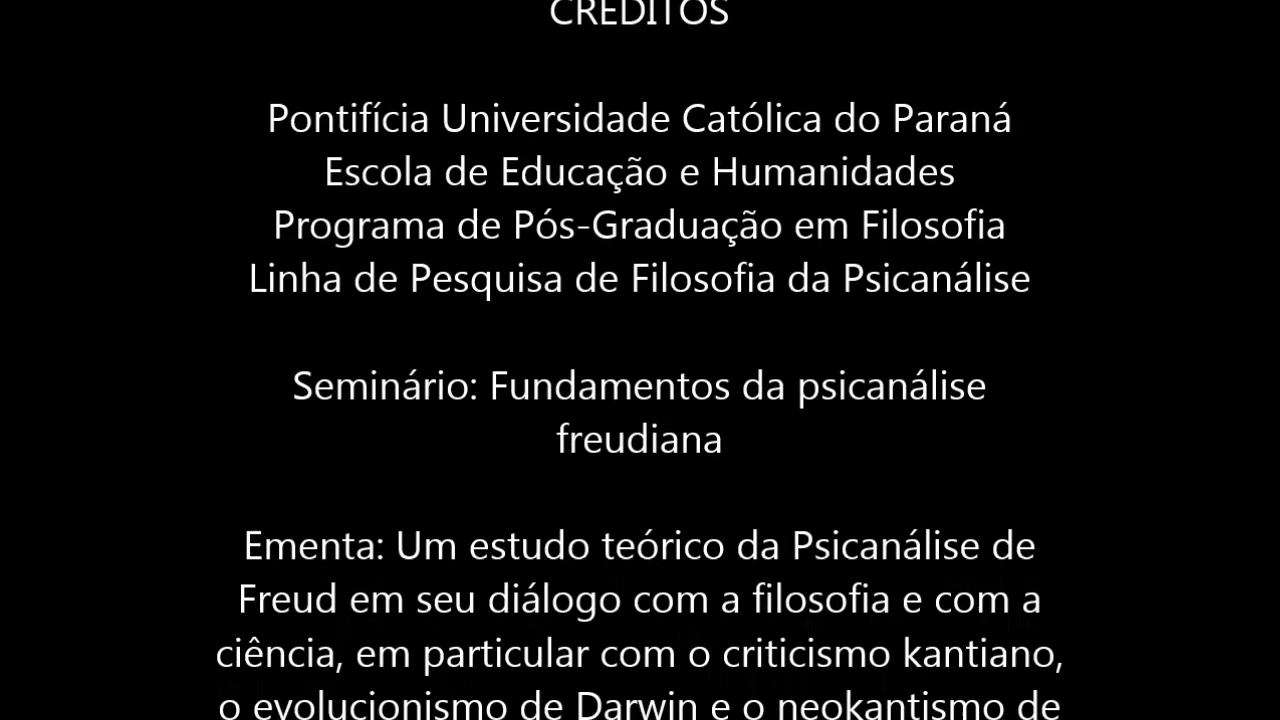 CRÉDITOS
Pontifícia Universidade Católica do Paraná
Escola de Educação e Humanidades
Programa de Pós-Graduação em Filosofia
Linha de Pesquisa de Filosofia da Psicanálise
Seminário: Fundamentos da psicanálise
freudiana
Ementa: Um estudo teórico da Psicanálise de
Freud em seu diálogo com a filosofia e com a
ciência, em particular com o criticismo kantiano,
o evolucionismo de Darwin e o neokantismo de